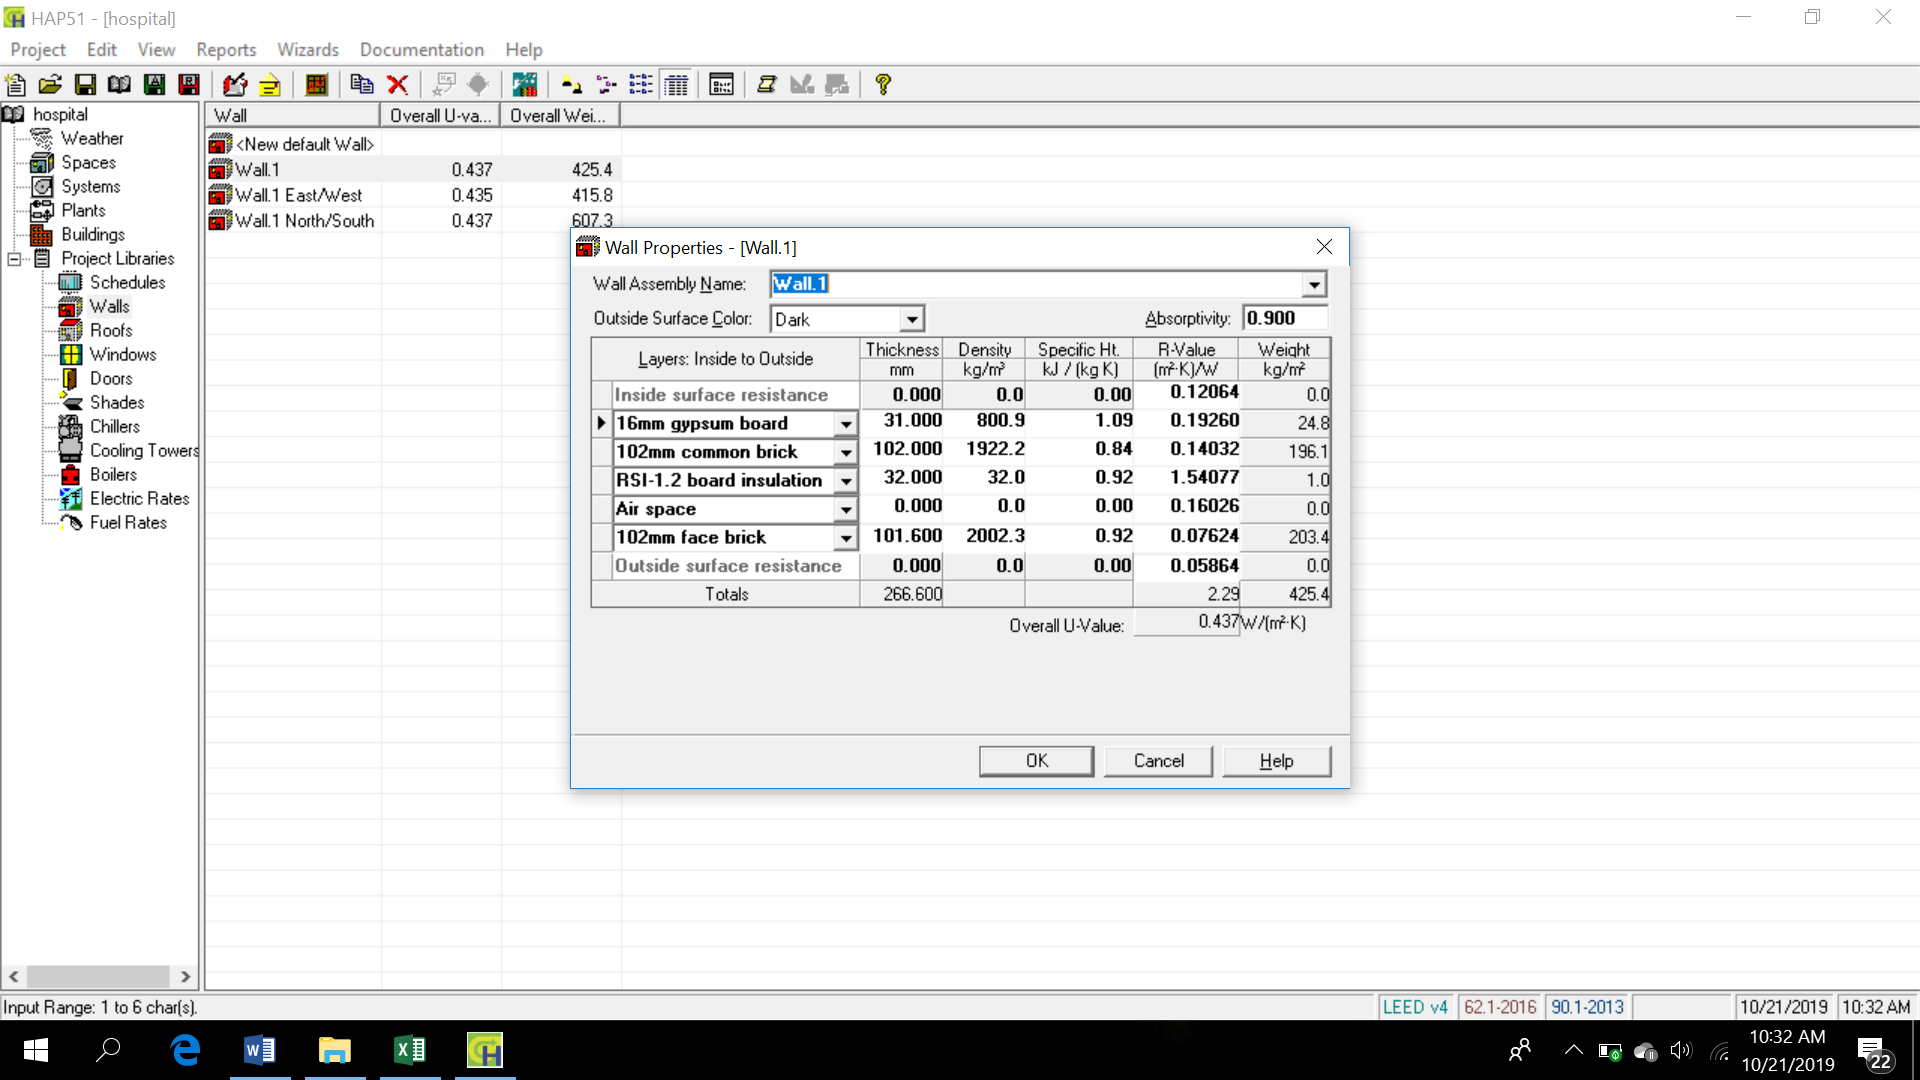 HAP51 - [hospital]
Project Edit View Reports Wizards Documentation Help
hospital
Weather
Spaces
Systems
Plants
Buildings
Project Libraries
Schedules
Walls
Roofs
Windows
Doors
Shades
Chillers
Cooling Towers
Boilers
Electric Rates
Fuel Rates
Wall Overall U-va... Overall Wei...
<New default Wall>
Wall.1 0.437 425.4
Wall.1 East/West 0.435 415.8
Wall.1 North/South 0.437 607.3
Wall Properties - [Wall.1]
Wall Assembly Name: Wall.1
Outside Surface Color: Dark Absorptivity: 0.900
Layers: Inside to Outside Thickness mm Density kg/m³ Specific Ht. kJ / (kg K) R-Value (m²·K)/W Weight kg/m²
Inside surface resistance 0.000 0.0 0.00 0.12064 0.0
16mm gypsum board 31.000 800.9 1.09 0.19260 24.8
102mm common brick 102.000 1922.2 0.84 0.14032 196.1
RSI-1.2 board insulation 32.000 32.0 0.92 1.54077 1.0
Air space 0.000 0.0 0.00 0.16026 0.0
102mm face brick 101.600 2002.3 0.92 0.07624 203.4
Outside surface resistance 0.000 0.0 0.00 0.05864 0.0
Totals 266.600 2.29 425.4
Overall U-Value: 0.437 W/(m²·K)
OK Cancel Help
Input Range: 1 to 6 char(s). LEED v4 62.1-2016 90.1-2013 10/21/2019 10:32 AM
10:32 AM
10/21/2019
22